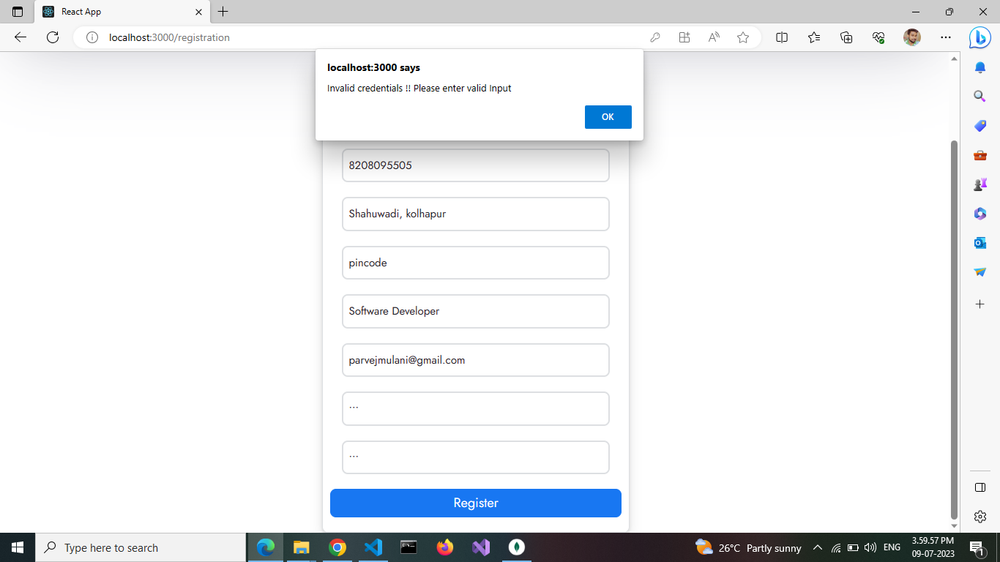 React App
localhost:3000/registration
localhost:3000 says
Invalid credentials !! Please enter valid Input
OK
8208095505
Shahuwadi, kolhapur
pincode
Software Developer
parvejmulani@gmail.com
...
...
Register
Type here to search
26°C Partly sunny
ENG
3.59.57 PM
09-07-2023
1